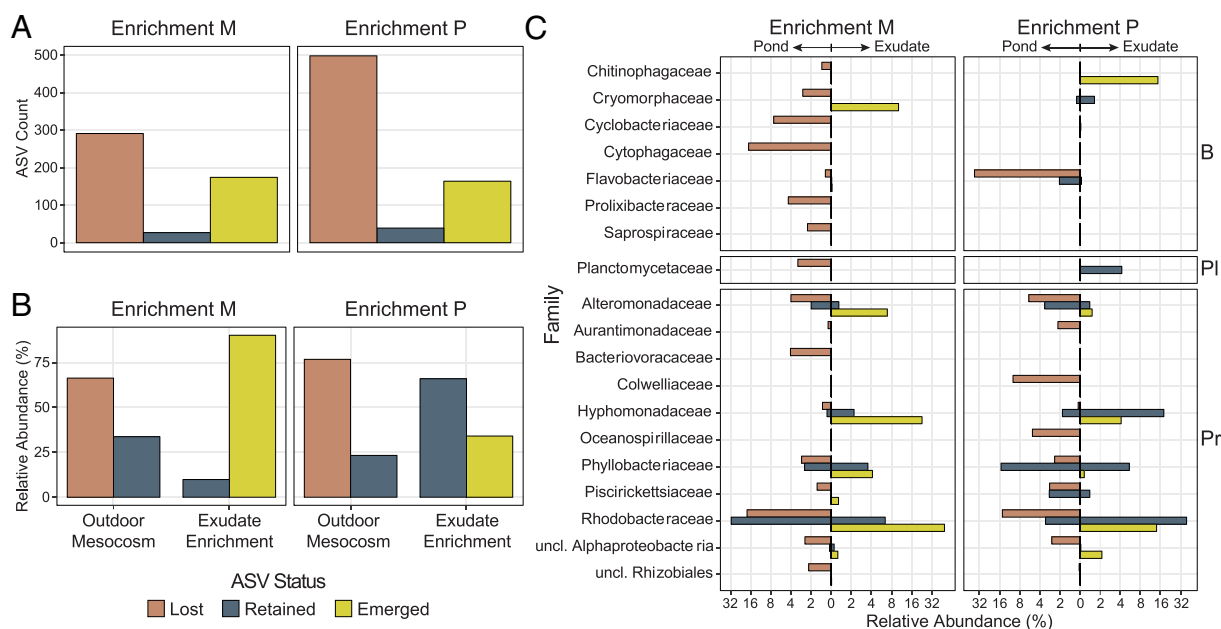 A
Enrichment M
Enrichment P
ASV Count
500
400
300
200
100
0
B
Enrichment M
Enrichment P
Relative Abundance (%)
75
50
25
0
Outdoor
Mesocosm
Exudate
Enrichment
Outdoor
Mesocosm
Exudate
Enrichment
ASV Status
Lost
Retained
Emerged
C
Enrichment M
Enrichment P
Pond
Exudate
Pond
Exudate
Family
Chitinophagaceae
Cryomorphaceae
Cyclobacteriaceae
Cytophagaceae
Flavobacteriaceae
Prolixibacteraceae
Saprospiraceae
B
Planctomycetaceae
Pl
Alteromonadaceae
Aurantimonadaceae
Bacteriovoracaceae
Colwelliaceae
Hyphomonadaceae
Oceanospirillaceae
Phyllobacteriaceae
Piscirickettsiaceae
Rhodobacteraceae
uncl. Alphaproteobacte ria
uncl. Rhizobiales
Pr
32 16 8 4 2 0 2 4 8 16 32
32 16 8 4 2 0 2 4 8 16 32
Relative Abundance (%)